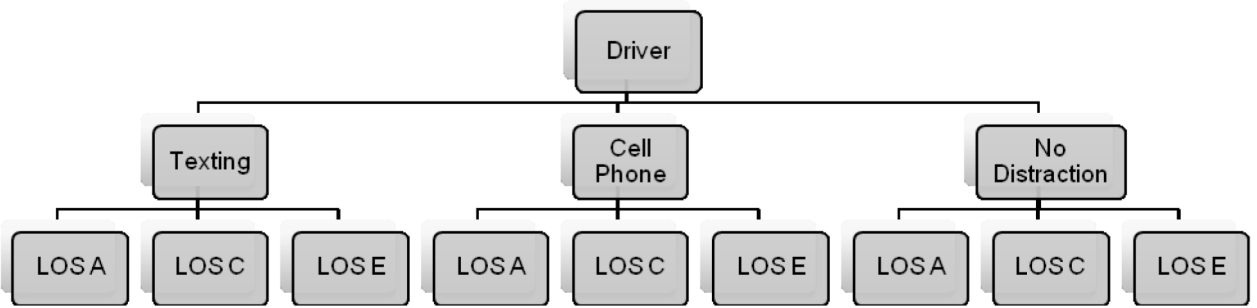 Driver
Texting
Cell
Phone
No
Distraction
LOS A
LOS C
LOS E
LOS A
LOS C
LOS E
LOS A
LOS C
LOS E